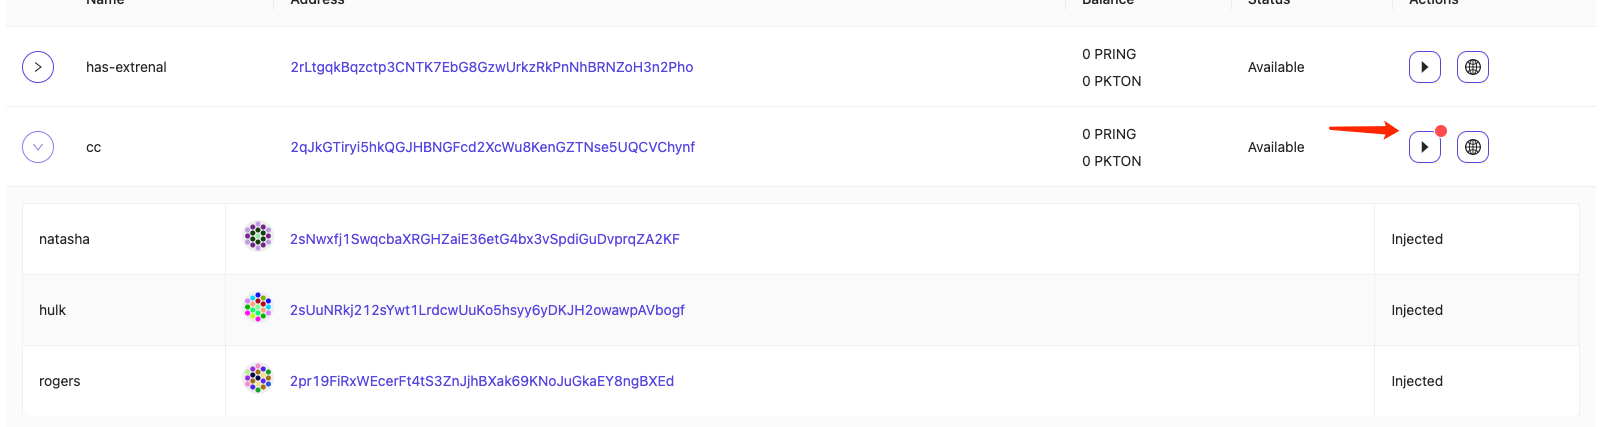 Name Address Balance Status Actions
0 PRING
has-extrenal 2rLtgqkBqzctp3CNTK7EbG8GzwUrkzRkPnNhBRNZoH3n2Pho Available
0 PKTON
0 PRING
cc 2qJkGTiryi5hkQGJHBNGFcd2XcWu8KenGZTNse5UQCVChynf Available
0 PKTON
natasha 2sNwxfj1SwqcbaXRGHZaiE36etG4bx3vSpdiGuDvprqZA2KF Injected
hulk 2sUuNRkj212sYwt1LrdcwUuKo5hsyy6yDKJH2owawpAVbogf Injected
rogers 2pr19FiRxWEcerFt4tS3ZnJjhBXak69KNoJuGkaEY8ngBXEd Injected